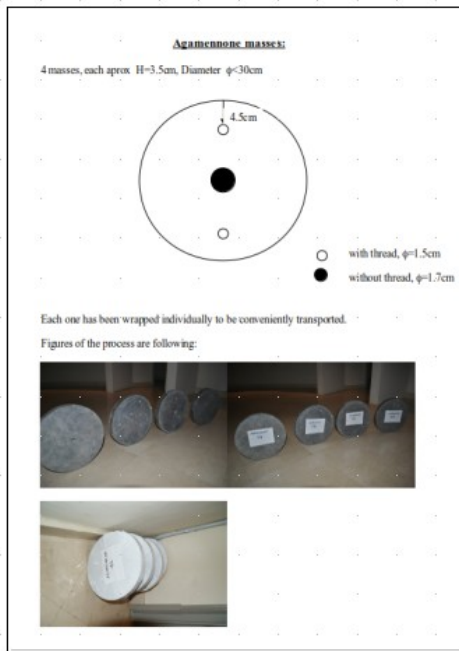 Agamennone masses:
4 masses, each aprox H=3.5cm, Diameter φ<30cm
4.5cm
with thread, φ=1.5cm
without thread, φ=1.7cm
Each one has been wrapped individually to be conveniently transported.
Figures of the process are following: